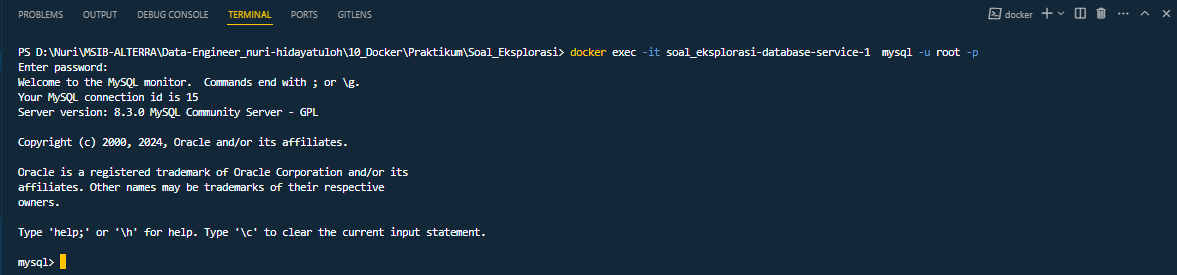 PROBLEMS OUTPUT DEBUG CONSOLE TERMINAL PORTS GITLENS docker
PS D:\Nuri\MSIB-ALTERRA\Data-Engineer_nuri-hidayatuloh\10_Docker\Praktikum\Soal_Eksplorasi> docker exec -it soal_eksplorasi-database-service-1  mysql -u root -p
Enter password:
Welcome to the MySQL monitor.  Commands end with ; or \g.
Your MySQL connection id is 15
Server version: 8.3.0 MySQL Community Server - GPL
Copyright (c) 2000, 2024, Oracle and/or its affiliates.
Oracle is a registered trademark of Oracle Corporation and/or its
affiliates. Other names may be trademarks of their respective
owners.
Type 'help;' or '\h' for help. Type '\c' to clear the current input statement.
mysql>